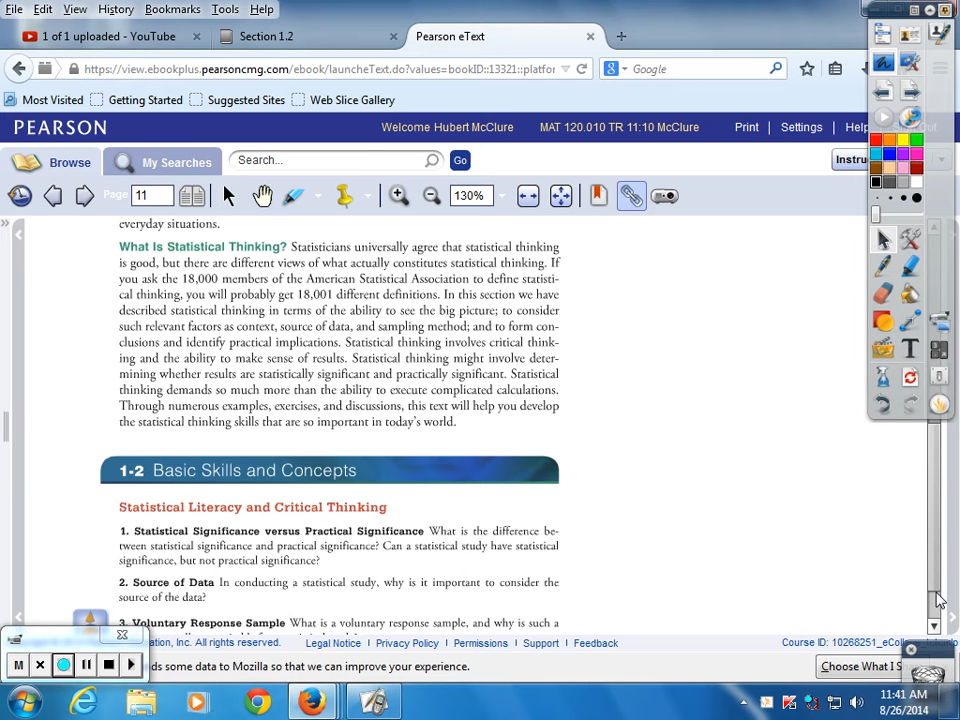 File Edit View History Bookmarks Tools Help
1 of 1 uploaded - YouTube × Section 1.2 × Pearson eText × +
https://view.ebookplus.pearsoncmg.com/ebook/launcheText.do?values=bookID::13321::platfor Google
Most Visited Getting Started Suggested Sites Web Slice Gallery
PEARSON Welcome Hubert McClure MAT 120.010 TR 11:10 McClure Print Settings Help
Browse My Searches Search... Go Instru
Page 11 130%
everyday situations.
What Is Statistical Thinking? Statisticians universally agree that statistical thinking
is good, but there are different views of what actually constitutes statistical thinking. If
you ask the 18,000 members of the American Statistical Association to define statisti-
cal thinking, you will probably get 18,001 different definitions. In this section we have
described statistical thinking in terms of the ability to see the big picture; to consider
such relevant factors as context, source of data, and sampling method; and to form con-
clusions and identify practical implications. Statistical thinking involves critical think-
ing and the ability to make sense of results. Statistical thinking might involve deter-
mining whether results are statistically significant and practically significant. Statistical
thinking demands so much more than the ability to execute complicated calculations.
Through numerous examples, exercises, and discussions, this text will help you develop
the statistical thinking skills that are so important in today's world.
1-2 Basic Skills and Concepts
Statistical Literacy and Critical Thinking
1. Statistical Significance versus Practical Significance What is the difference be-
tween statistical significance and practical significance? Can a statistical study have statistical
significance, but not practical significance?
2. Source of Data In conducting a statistical study, why is it important to consider the
source of the data?
3. Voluntary Response Sample What is a voluntary response sample, and why is such a
ation, Inc. All rights reserved. Legal Notice | Privacy Policy | Permissions | Support | Feedback Course ID: 10268251_eColle
ds some data to Mozilla so that we can improve your experience. Choose What I S
M
11:41 AM
8/26/2014